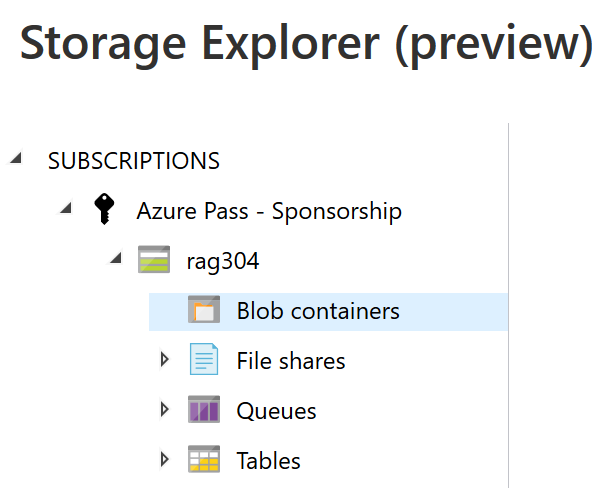 Storage Explorer (preview)
SUBSCRIPTIONS
Azure Pass - Sponsorship
rag304
Blob containers
File shares
Queues
Tables